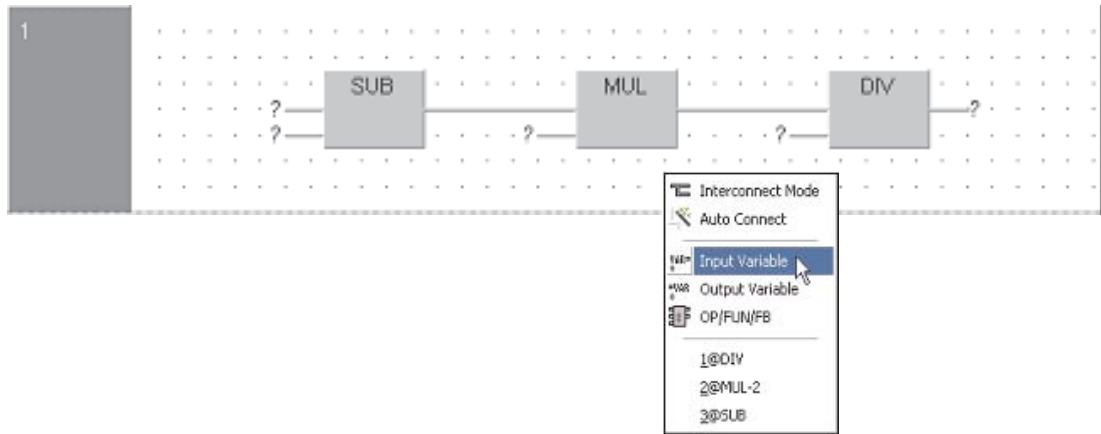 1
SUB MUL DIV
? ?
? ? ?
Interconnect Mode
Auto Connect
Input Variable
Output Variable
OP/FUN/FB
1@DIV
2@MUL-2
3@SUB